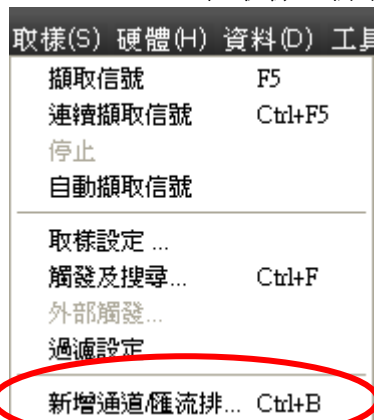 取樣(S) 硬體(H) 資料(D) 工具
擷取信號 F5
連續擷取信號 Ctrl+F5
停止
自動擷取信號
取樣設定 ...
觸發及搜尋... Ctrl+F
外部觸發...
過濾設定
新增通道/匯流排... Ctrl+B